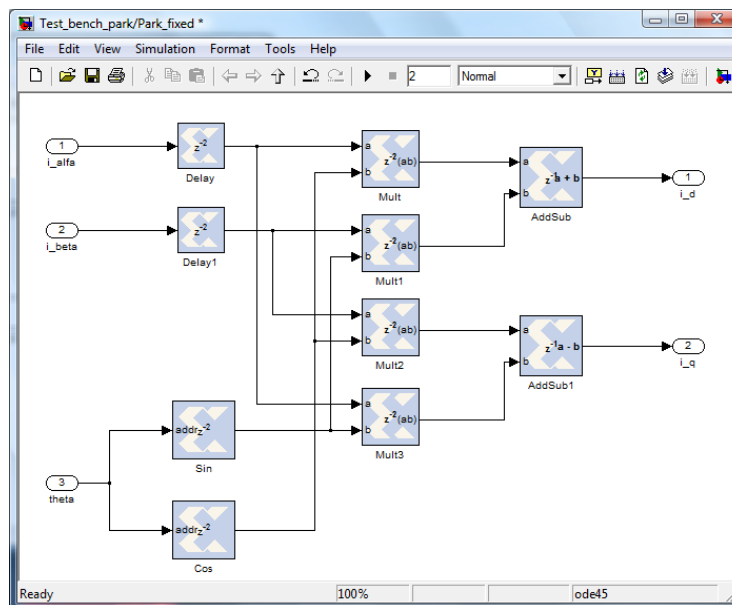 Test_bench_park/Park_fixed *
File Edit View Simulation Format Tools Help
2 Normal
1
i_alfa
z-2
Delay
a
b
z-2(ab)
Mult
a
b
z-1a + b
AddSub
1
i_d
2
i_beta
z-2
Delay1
a
b
z-2(ab)
Mult1
a
b
z-2(ab)
Mult2
a
b
z-1a - b
AddSub1
2
i_q
a
b
z-2(ab)
Mult3
addr z-2
Sin
3
theta
addr z-2
Cos
Ready 100% ode45